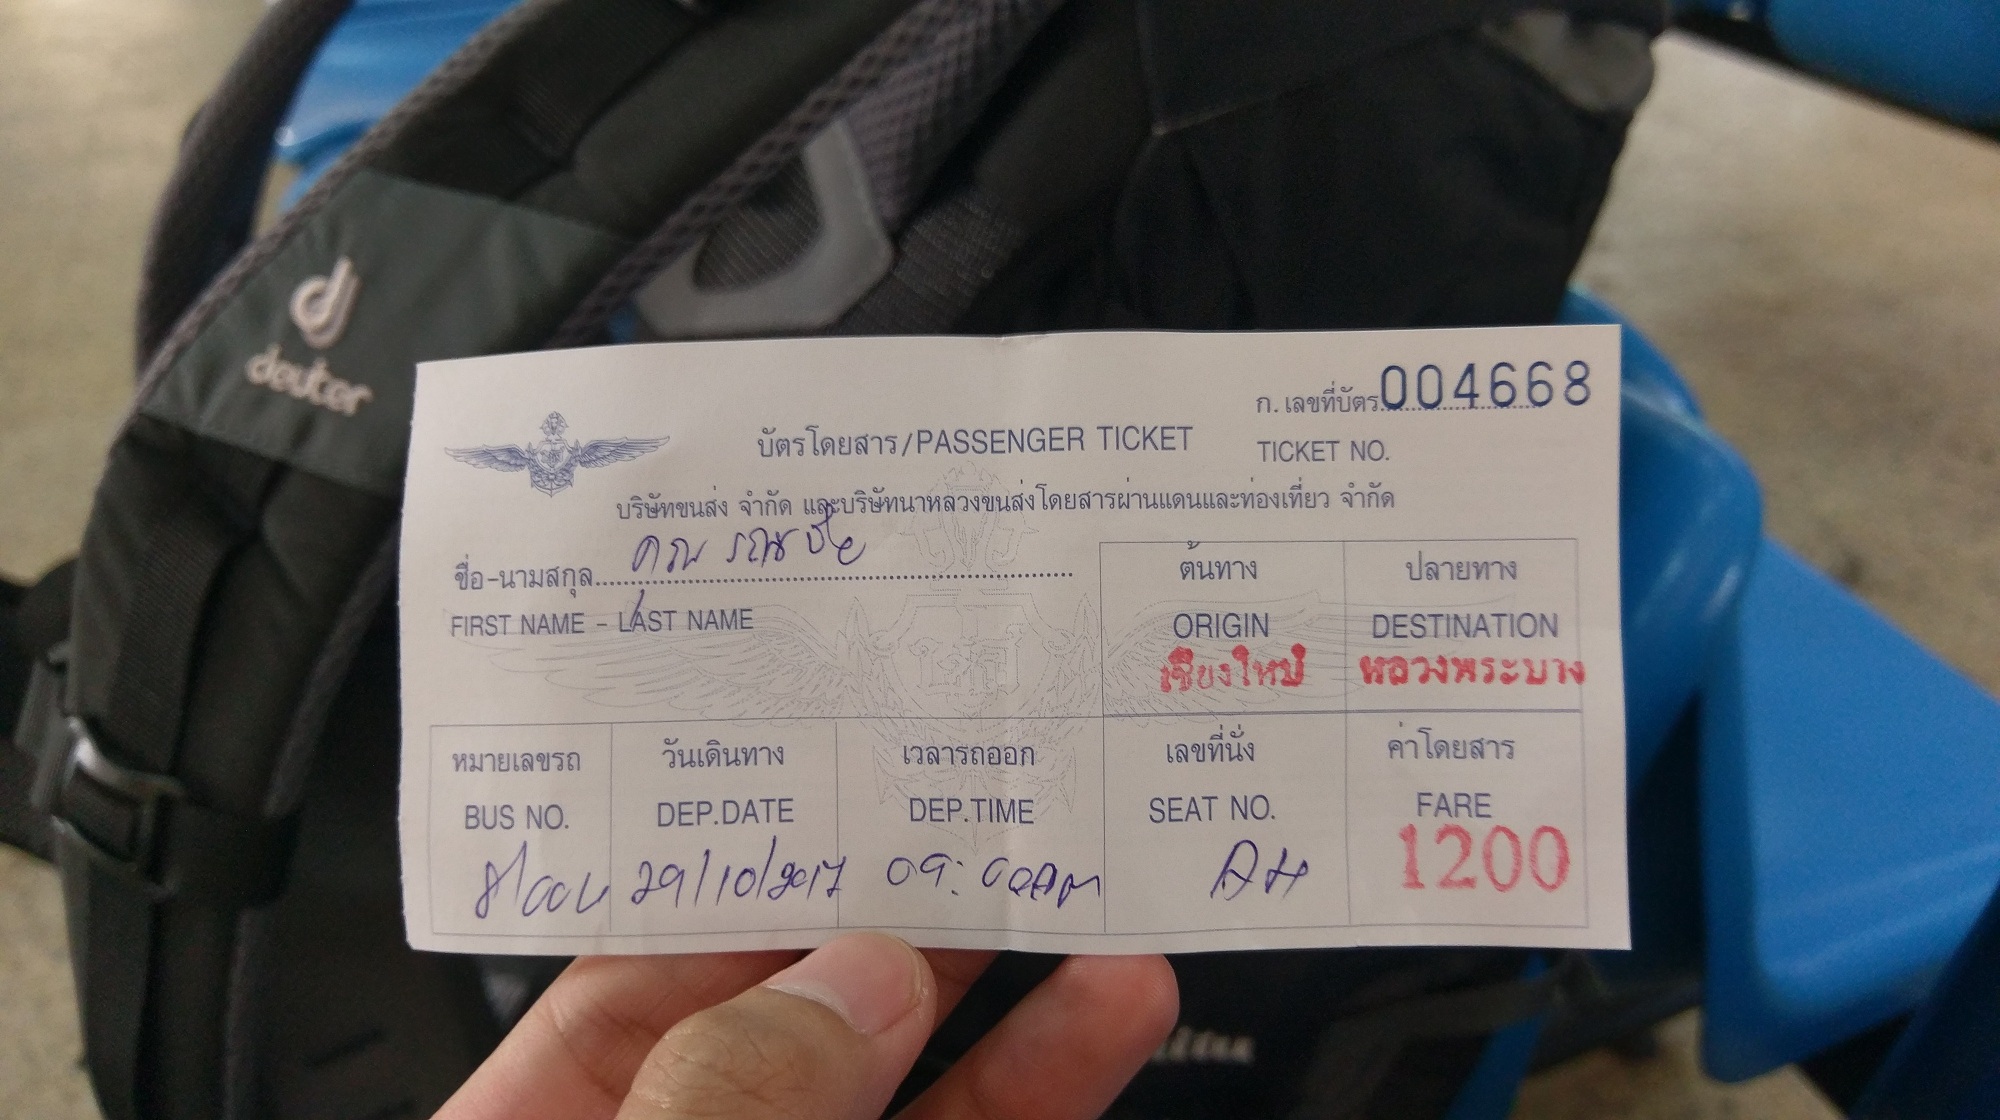 deuter
ก. เลขที่บัตร 004668
บัตรโดยสาร/PASSENGER TICKET
TICKET NO.
บริษัทขนส่ง จำกัด และบริษัทนาหลวงขนส่งโดยสารผ่านแดนและท่องเที่ยว จำกัด
ชื่อ-นามสกุล
FIRST NAME - LAST NAME
ต้นทาง ปลายทาง
ORIGIN DESTINATION
เชียงใหม่ หลวงพระบาง
หมายเลขรถ วันเดินทาง เวลารถออก เลขที่นั่ง ค่าโดยสาร
BUS NO. DEP.DATE DEP.TIME SEAT NO. FARE
29/10/2017 09:00AM 1200